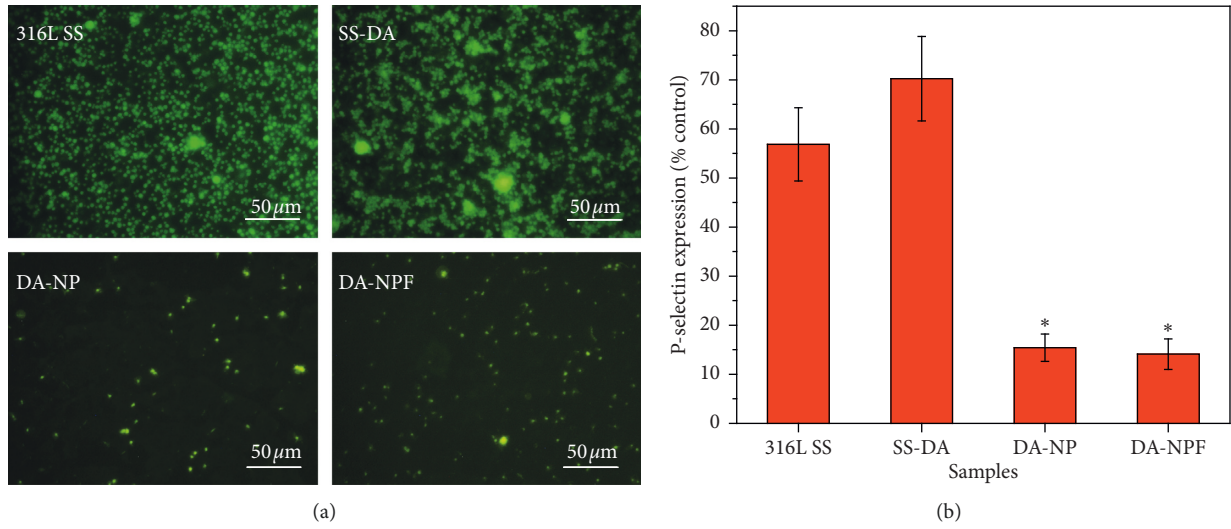 316L SS
50 μm
SS-DA
50 μm
DA-NP
50 μm
DA-NPF
50 μm
(a)
P-selectin expression (% control)
80
70
60
50
40
30
20
10
0
*
*
316L SS
SS-DA
DA-NP
DA-NPF
Samples
(b)